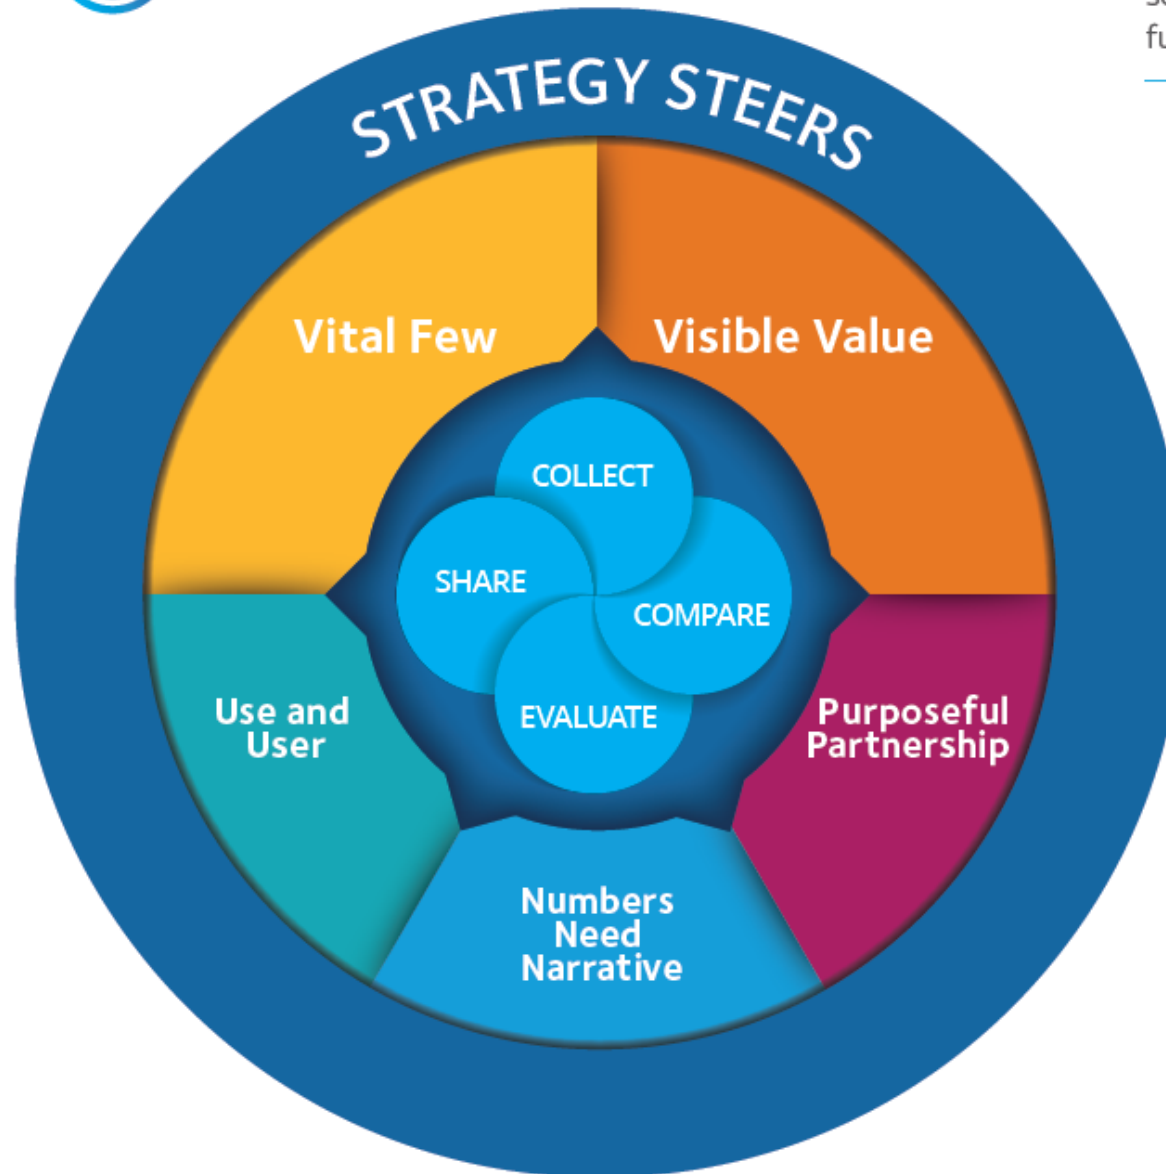 STRATEGY STEERS
Vital Few
Visible Value
COLLECT
SHARE
COMPARE
EVALUATE
Use and
User
Purposeful
Partnership
Numbers
Need
Narrative